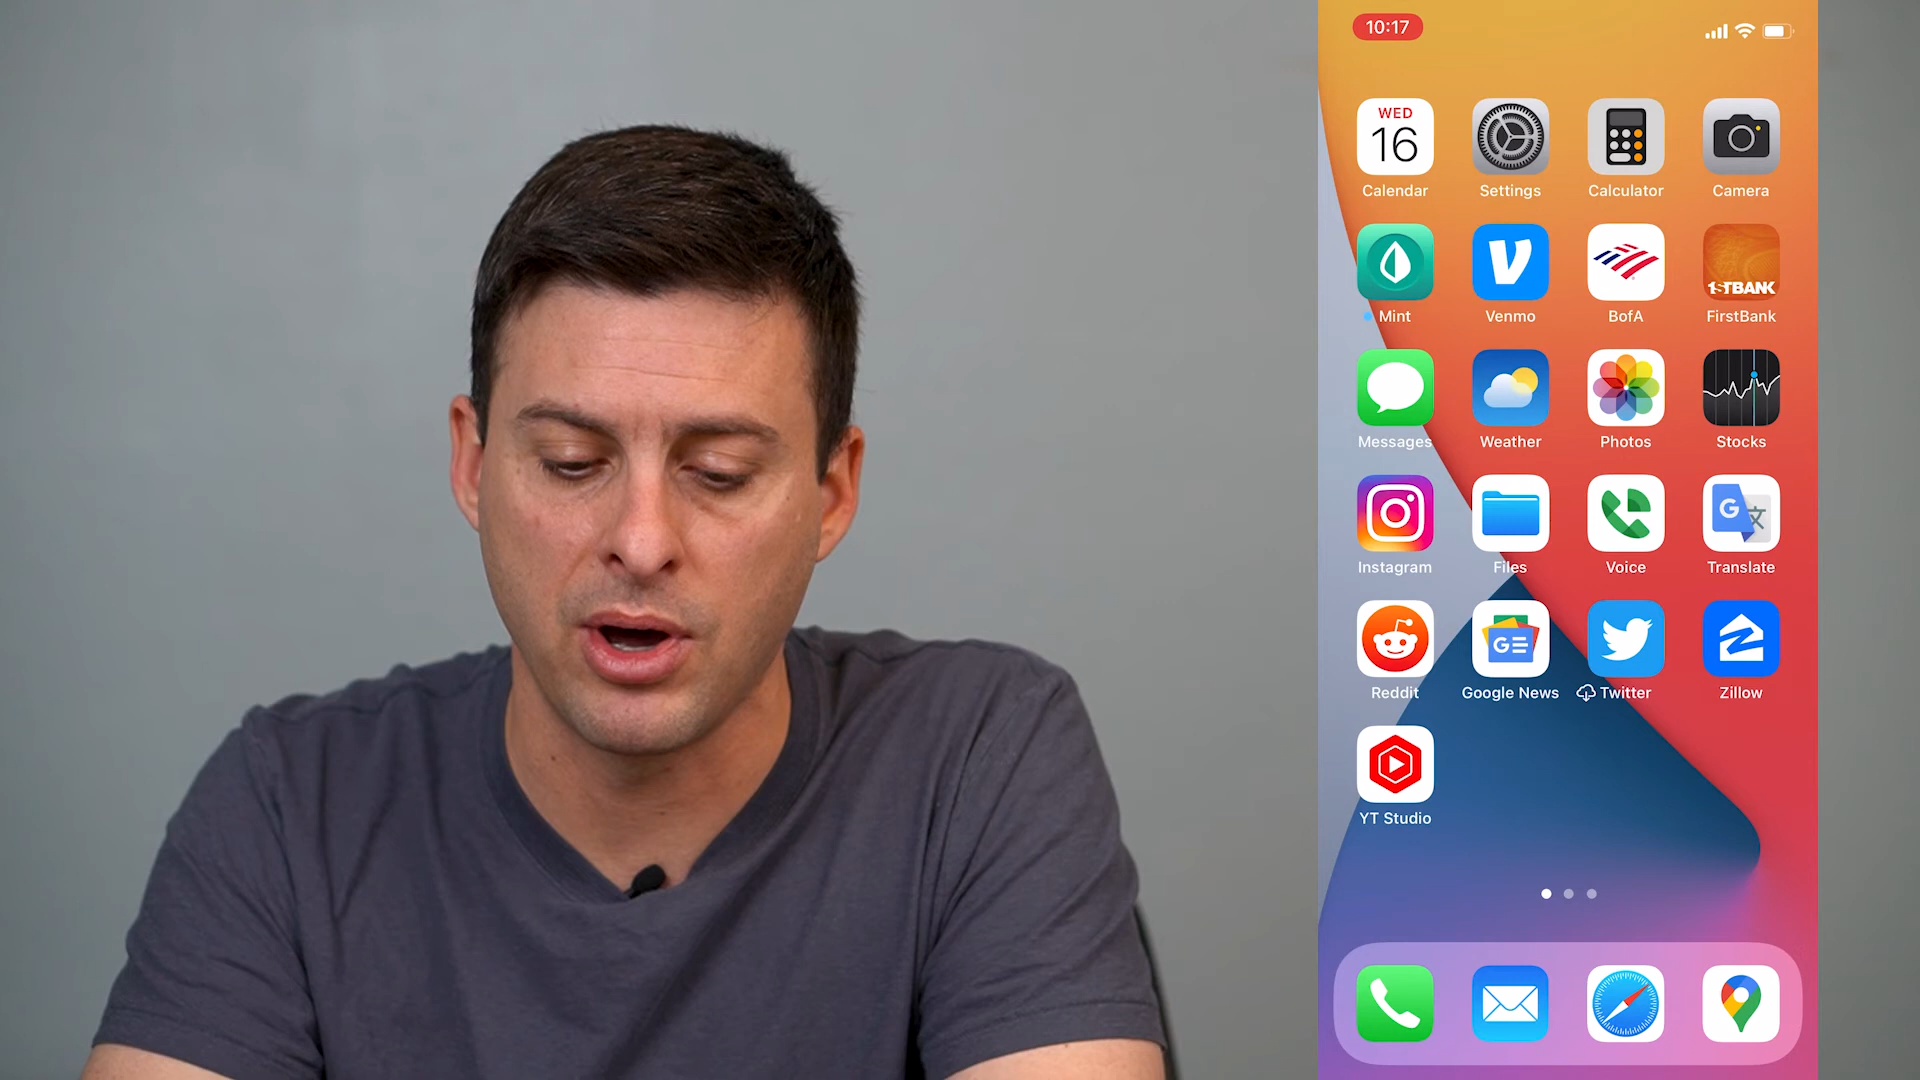 10:17
WED
16
Calendar Settings Calculator Camera
1STBANK
Mint Venmo BofA FirstBank
Messages Weather Photos Stocks
G 文
Instagram Files Voice Translate
G
Reddit Google News Twitter Zillow
YT Studio